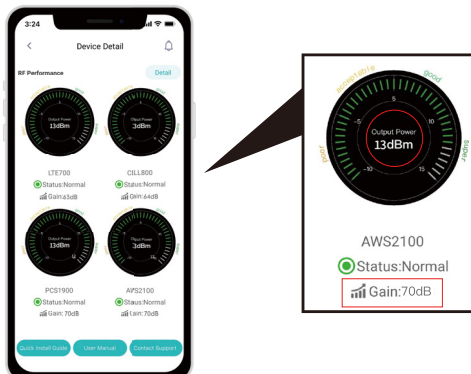 3:24
Device Detail
RF Performance
Detail
Output Power
13dBm
Output Power
3dBm
LTE700
CILL800
Status:Normal
Status:Normal
Gain:63dB
Gain:64dB
Output Power
13dBm
Output Power
3dBm
PCS1900
AWS2100
Status:Normal
Status:Normal
Gain: 70dB
Gain: 70dB
Quick Install Guide
User Manual
Contact Support
acceptable
good
poor
super
-10
-5
5
10
15
Output Power
13dBm
AWS2100
Status:Normal
Gain:70dB